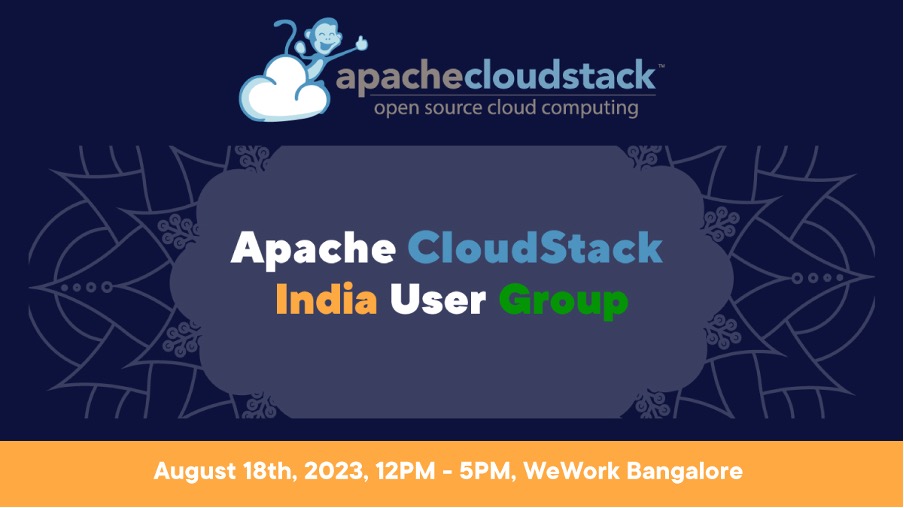 apachecloudstack™
open source cloud computing
Apache CloudStack
India User Group
August 18th, 2023, 12PM - 5PM, WeWork Bangalore